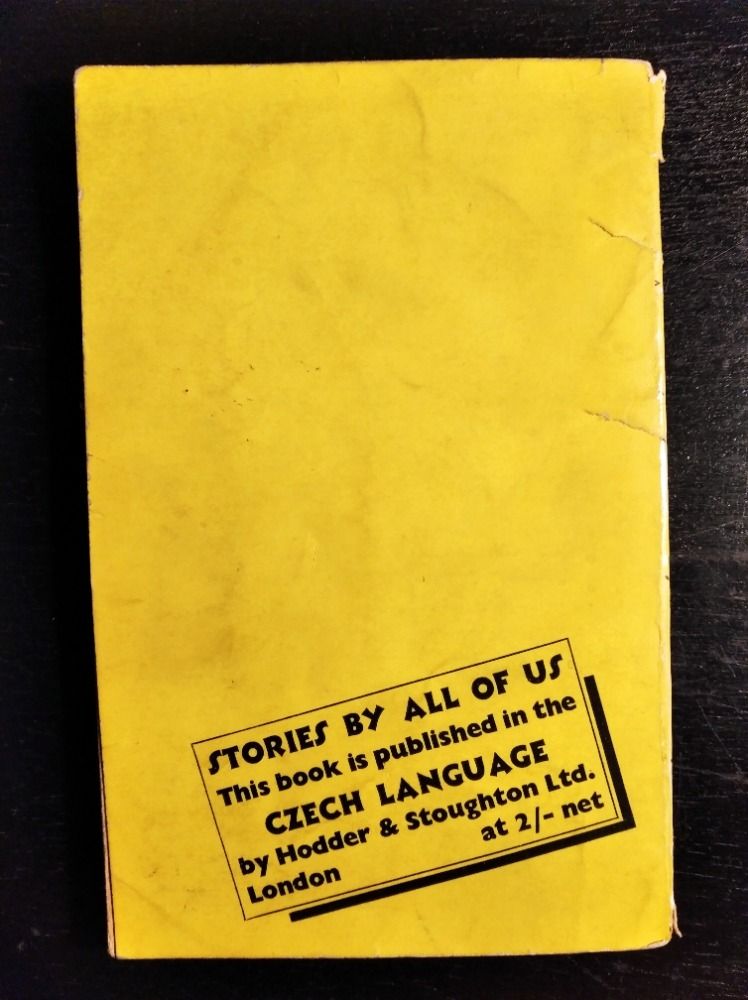 STORIES BY ALL OF US
This book is published in the
CZECH LANGUAGE
by Hodder & Stoughton Ltd.
London at 2/- net